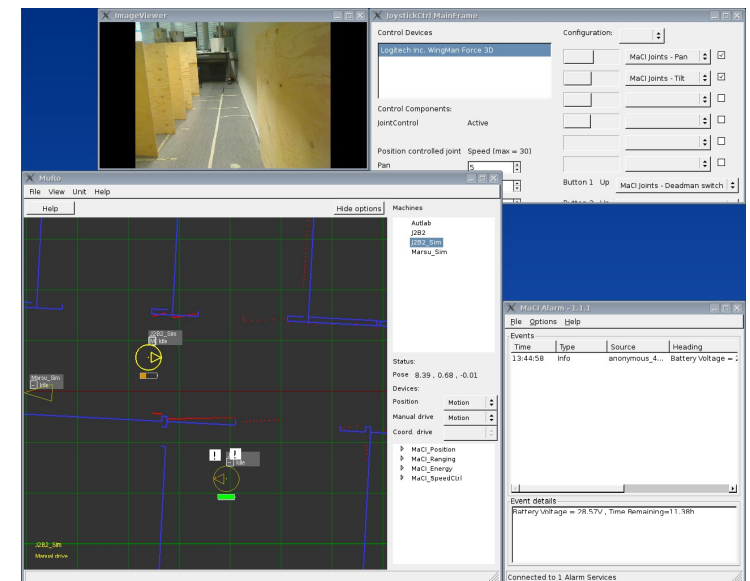 ImageViewer
JoystickCtrl MainFrame
Control Devices
Configuration:
Logitech Inc. WingMan Force 3D
MaCI Joints - Pan
MaCI Joints - Tilt
Control Components:
JointControl Active
Position controlled joint Speed (max = 30)
Pan 5
Button 1 Up MaCI Joints - Deadman switch
MuRo
File View Unit Help
Help Hide options Machines
Autlab
J2B2
J2B2_Sim
Marsu_Sim
J2B2_Sim
Idle
Marsu_Sim
Idle
Status:
Pose 8.39 , 0.68 , -0.01
Devices:
Position Motion
Manual drive Motion
Coord. drive
MaCI_Position
MaCI_Ranging
MaCI_Energy
MaCI_SpeedCtrl
! !
Idle
J2B2_Sim
Manual drive
MaCI Alarm - 1.1.1
File Options Help
Events
Time Type Source Heading
13:44:58 Info anonymous_4... Battery Voltage =
Event details
Battery Voltage = 28.57V , Time Remaining=11.38h
Connected to 1 Alarm Services